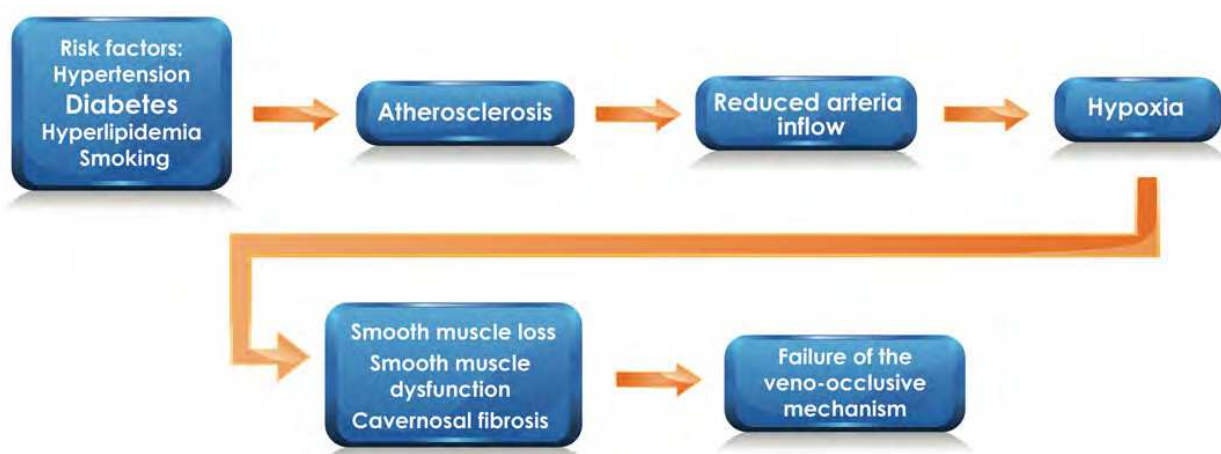 Risk factors:
Hypertension
Diabetes
Hyperlipidemia
Smoking
Atherosclerosis
Reduced arteria
inflow
Hypoxia
Smooth muscle loss
Smooth muscle
dysfunction
Cavernosal fibrosis
Failure of the
veno-occlusive
mechanism